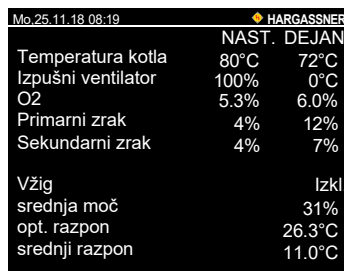 Mo,25.11.18 08:19 HARGASSNER
NAST. DEJAN
Temperatura kotla 80°C 72°C
Izpušni ventilator 100% 0°C
O2 5.3% 6.0%
Primarni zrak 4% 12%
Sekundarni zrak 4% 7%
Vžig Izkl
srednja moč 31%
opt. razpon 26.3°C
srednji razpon 11.0°C